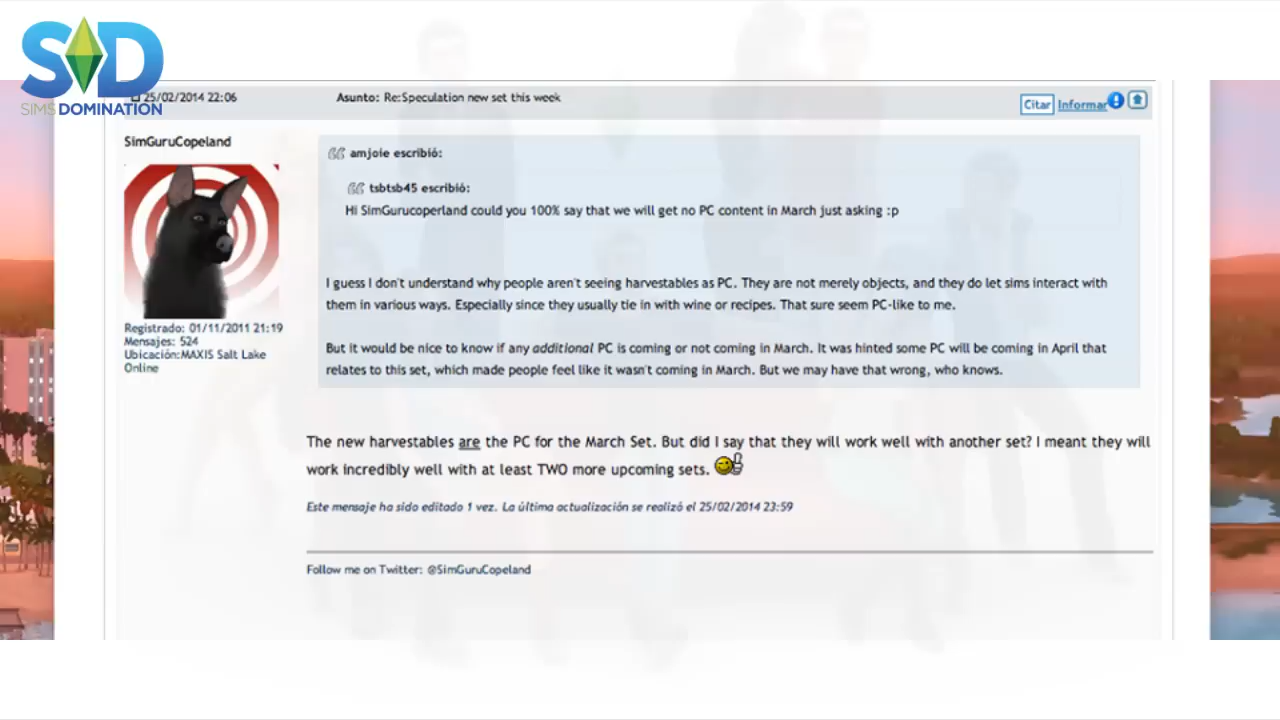 SD
SIMSDOMINATION
25/02/2014 22:06
Asunto: Re:Speculation new set this week
Citar Informar
SimGuruCopeland
amjoie escribió:
tsbtsb45 escribió:
Hi SimGurucoperland could you 100% say that we will get no PC content in March just asking :p
I guess I don't understand why people aren't seeing harvestables as PC. They are not merely objects, and they do let sims interact with
them in various ways. Especially since they usually tie in with wine or recipes. That sure seem PC-like to me.
But it would be nice to know if any additional PC is coming or not coming in March. It was hinted some PC will be coming in April that
relates to this set, which made people feel like it wasn't coming in March. But we may have that wrong, who knows.
Registrado: 01/11/2011 21:19
Mensajes: 524
Ubicación:MAXIS Salt Lake
Online
The new harvestables are the PC for the March Set. But did I say that they will work well with another set? I meant they will
work incredibly well with at least TWO more upcoming sets.
Este mensaje ha sido editado 1 vez. La última actualización se realizó el 25/02/2014 23:59
Follow me on Twitter: @SimGuruCopeland